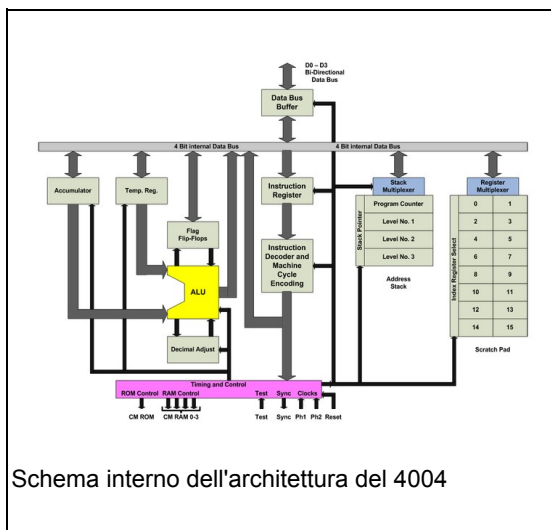 D0 – D3
Bi-Directional
Data Bus
Data Bus
Buffer
4 Bit internal Data Bus
4 Bit internal Data Bus
Accumulator
Temp. Reg.
Flag
Flip-Flops
ALU
Decimal Adjust
Instruction
Register
Instruction
Decoder and
Machine
Cycle
Encoding
Stack
Multiplexer
Stack Pointer
Program Counter
Level No. 1
Level No. 2
Level No. 3
Address
Stack
Register
Multiplexer
Index Register Select
0 1
2 3
4 5
6 7
8 9
10 11
12 13
14 15
Scratch Pad
Timing and Control
ROM Control RAM Control Test Sync Clocks
CM ROM CM RAM 0-3 Test Sync Ph1 Ph2 Reset
Schema interno dell'architettura del 4004